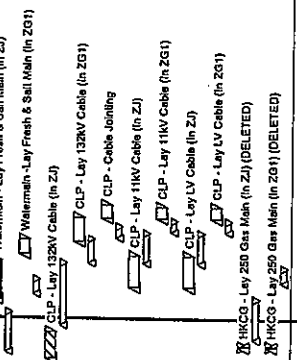 Watermain -Lay Fresh & Salt Main (In ZG1)
CLP - Lay 132kV Cable (In ZJ)
CLP - Lay 132kV Cable (In ZG1)
CLP - Cable Jointing
CLP - Lay 11kV Cable (In ZJ)
CLP - Lay 11kV Cable (In ZG1)
CLP - Lay LV Cable (In ZJ)
CLP - Lay LV Cable (In ZG1)
HKCG - Lay 250 Gas Main (In ZJ) (DELETED)
HKCG - Lay 250 Gas Main (In ZG1) (DELETED)